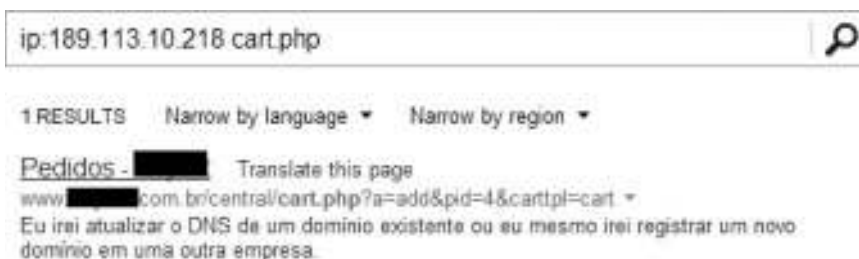 ip:189.113.10.218 cart.php
1 RESULTS Narrow by language Narrow by region
Pedidos - Translate this page
www. com.br/central/cart.php?a=add&pid=4&carttpl=cart
Eu irei atualizar o DNS de um domínio existente ou eu mesmo irei registrar um novo
domínio em uma outra empresa.